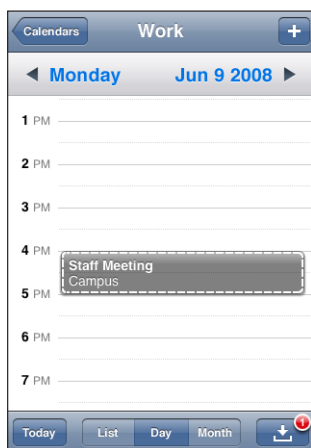 Calendars Work +
Monday Jun 9 2008
1 PM
2 PM
3 PM
4 PM
Staff Meeting
Campus
5 PM
6 PM
7 PM
Today List Day Month 1